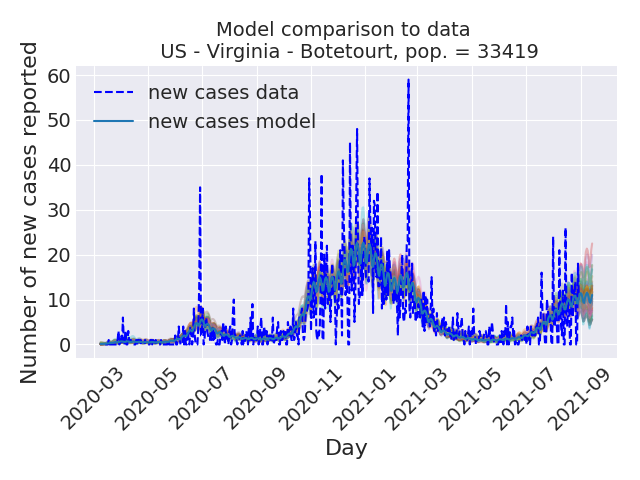 Model comparison to data
US - Virginia - Botetourt, pop. = 33419
Number of new cases reported
60
50
40
30
20
10
0
new cases data
new cases model
2020-03
2020-05
2020-07
2020-09
2020-11
2021-01
2021-03
2021-05
2021-07
2021-09
Day